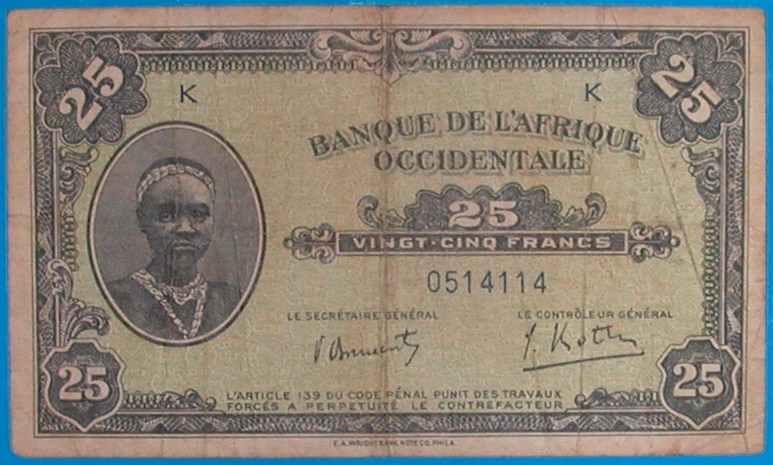 25 25
K K
BANQUE DE L'AFRIQUE
OCCIDENTALE
25
VINGT-CINQ FRANCS
0514114
LE SECRÉTAIRE GÉNÉRAL LE CONTRÔLEUR GÉNÉRAL
25 25
L'ARTICLE 139 DU CODE PÉNAL PUNIT DES TRAVAUX
FORCÉS A PERPÉTUITÉ LE CONTREFACTEUR
E.A. WRIGHT BANK NOTE CO. PHILA.